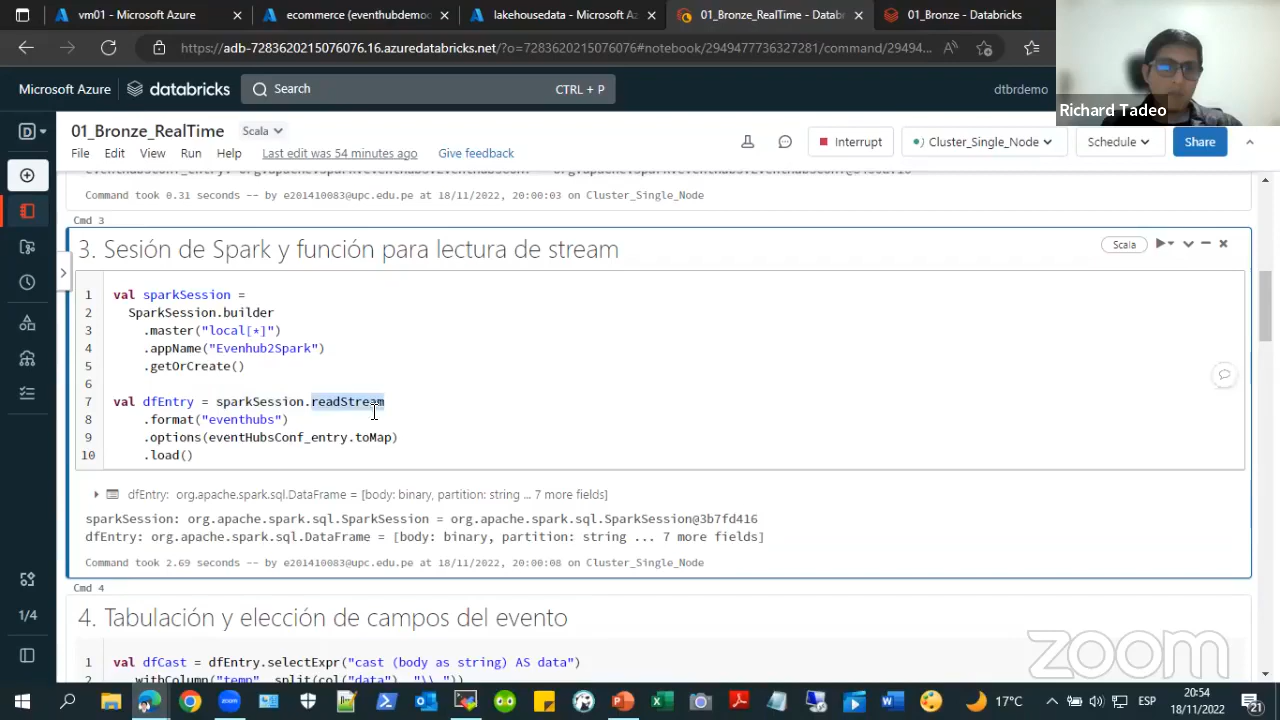 vm01 - Microsoft Azure
ecommerce (eventhubdemoo
lakehousedata - Microsoft Az
01_Bronze_RealTime - Datab
01_Bronze - Databricks
https://adb-7283620215076076.16.azuredatabricks.net/?o=7283620215076076#notebook/2949477736327281/command/29494...
Richard Tadeo
Microsoft Azure
databricks
Search
CTRL + P
dtbrdemo
01_Bronze_RealTime
Scala
Interrupt
Cluster_Single_Node
Schedule
Share
File Edit View Run Help Last edit was 54 minutes ago Give feedback
Command took 0.31 seconds -- by e201410083@upc.edu.pe at 18/11/2022, 20:00:03 on Cluster_Single_Node
Cmd 3
3. Sesión de Spark y función para lectura de stream
Scala
1 val sparkSession =
2 SparkSession.builder
3 .master("local[*]")
4 .appName("Evenhub2Spark")
5 .getOrCreate()
6
7 val dfEntry = sparkSession.readStream
8 .format("eventhubs")
9 .options(eventHubsConf_entry.toMap)
10 .load()
dfEntry: org.apache.spark.sql.DataFrame = [body: binary, partition: string ... 7 more fields]
sparkSession: org.apache.spark.sql.SparkSession = org.apache.spark.sql.SparkSession@3b7fd416
dfEntry: org.apache.spark.sql.DataFrame = [body: binary, partition: string ... 7 more fields]
Command took 2.69 seconds -- by e201410083@upc.edu.pe at 18/11/2022, 20:00:08 on Cluster_Single_Node
Cmd 4
4. Tabulación y elección de campos del evento
1 val dfCast = dfEntry.selectExpr("cast (body as string) AS data")
1/4
zoom
17°C
ESP
20:54
18/11/2022
21